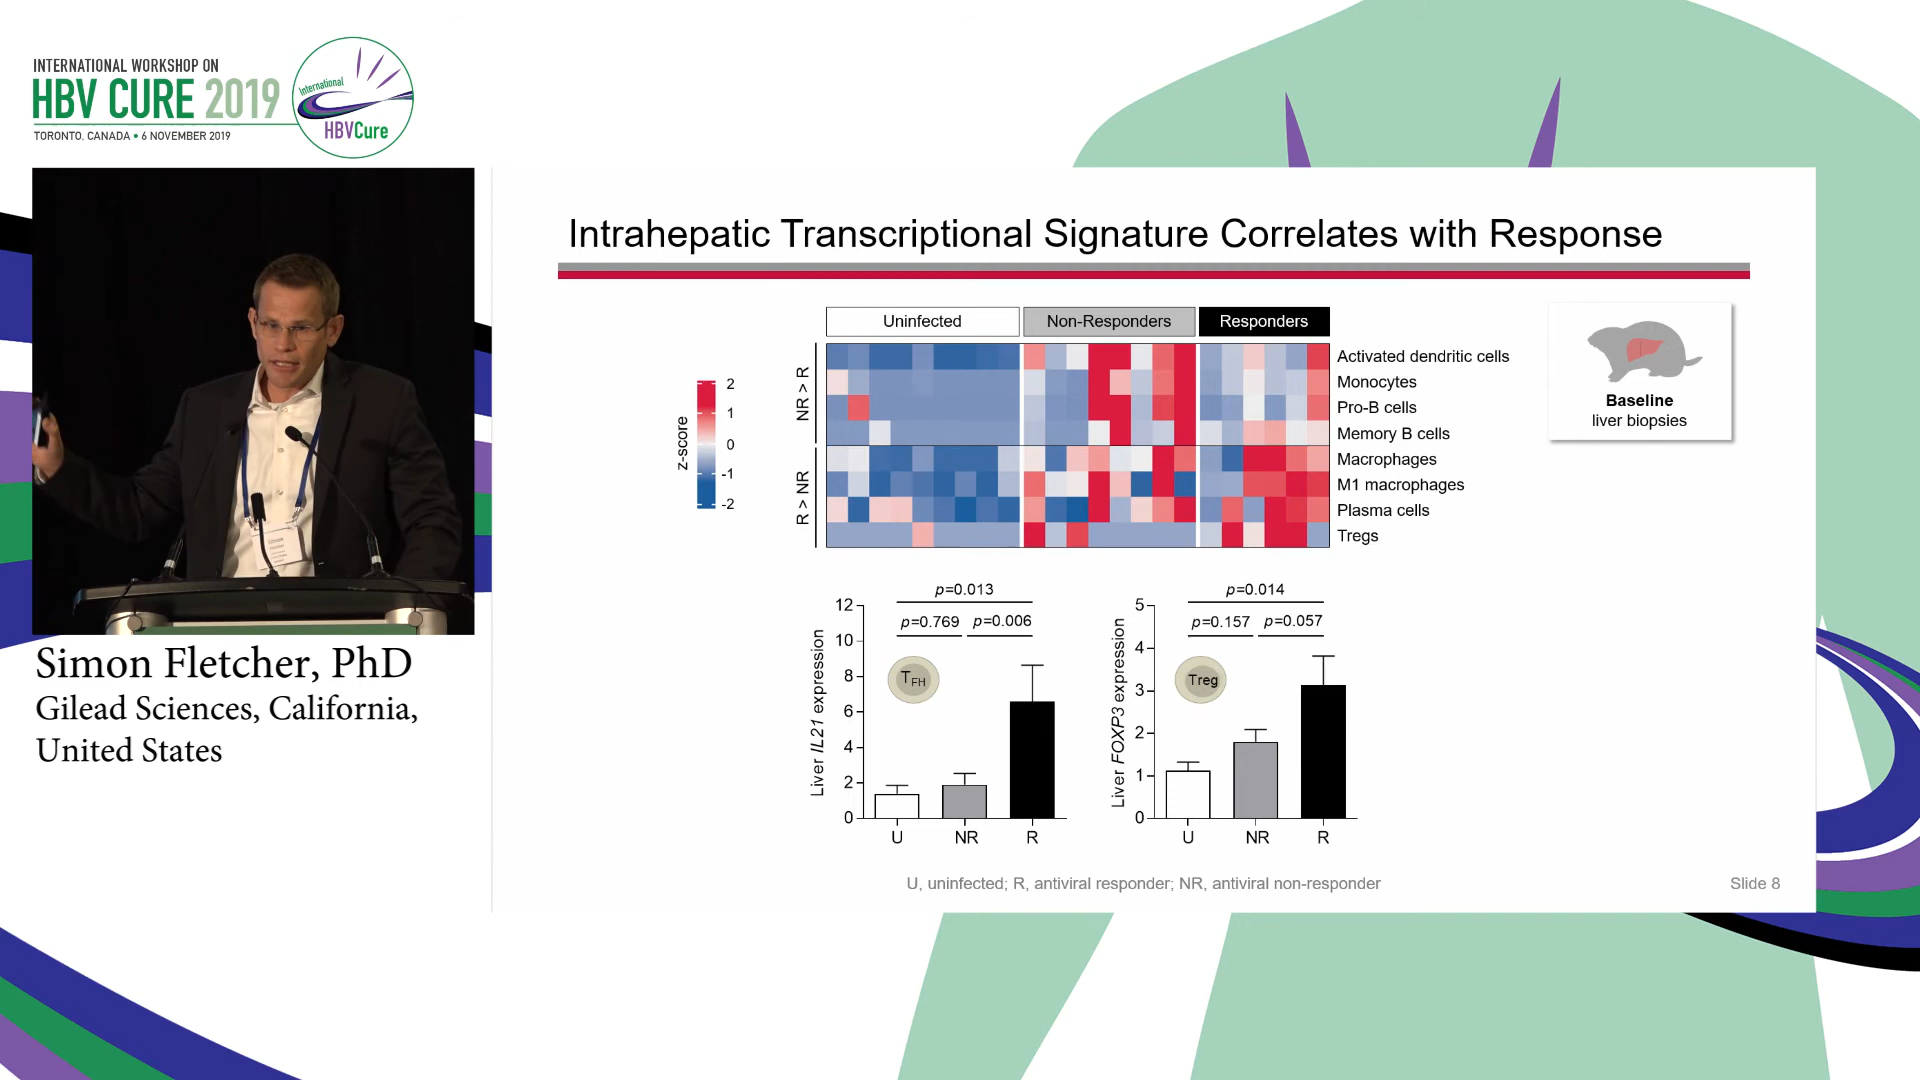 INTERNATIONAL WORKSHOP ON
HBV CURE 2019
TORONTO, CANADA • 6 NOVEMBER 2019
International
HBVCure
Simon Fletcher, PhD
Gilead Sciences, California,
United States
Intrahepatic Transcriptional Signature Correlates with Response
Uninfected Non-Responders Responders
z-score
2
1
0
-1
-2
NR > R
R > NR
Activated dendritic cells
Monocytes
Pro-B cells
Memory B cells
Macrophages
M1 macrophages
Plasma cells
Tregs
Baseline
liver biopsies
Liver IL21 expression
12
10
8
6
4
2
0
p=0.013
p=0.769 p=0.006
TFH
U NR R
Liver FOXP3 expression
5
4
3
2
1
0
p=0.014
p=0.157 p=0.057
Treg
U NR R
U, uninfected; R, antiviral responder; NR, antiviral non-responder
Slide 8